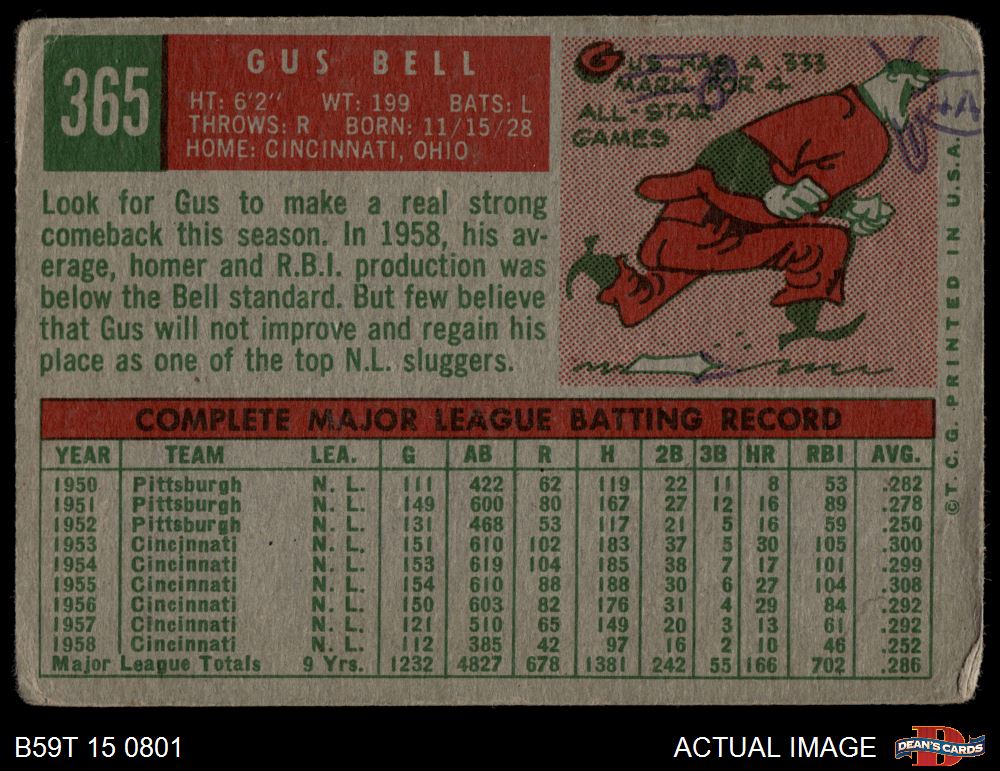 365
GUS BELL
HT: 6'2" WT: 199 BATS: L
THROWS: R BORN: 11/15/28
HOME: CINCINNATI, OHIO
GUS HAS A .333
MARK FOR 4
ALL-STAR
GAMES
Look for Gus to make a real strong
comeback this season. In 1958, his av-
erage, homer and R.B.I. production was
below the Bell standard. But few believe
that Gus will not improve and regain his
place as one of the top N.L. sluggers.
COMPLETE MAJOR LEAGUE BATTING RECORD
YEAR TEAM LEA. G AB R H 2B 3B HR RBI AVG.
1950 Pittsburgh N. L. 111 422 62 119 22 11 8 53 .282
1951 Pittsburgh N. L. 149 600 80 167 27 12 16 89 .278
1952 Pittsburgh N. L. 131 468 53 117 21 5 16 59 .250
1953 Cincinnati N. L. 151 610 102 183 37 5 30 105 .300
1954 Cincinnati N. L. 153 619 104 185 38 7 17 101 .299
1955 Cincinnati N. L. 154 610 88 188 30 6 27 104 .308
1956 Cincinnati N. L. 150 603 82 176 31 4 29 84 .292
1957 Cincinnati N. L. 121 510 65 149 20 3 13 61 .292
1958 Cincinnati N. L. 112 385 42 97 16 2 10 46 .252
Major League Totals 9 Yrs. 1232 4827 678 1381 242 55 166 702 .286
©T. C. G. PRINTED IN U.S.A.
HA
B59T 15 0801
ACTUAL IMAGE
DEAN'S CARDS